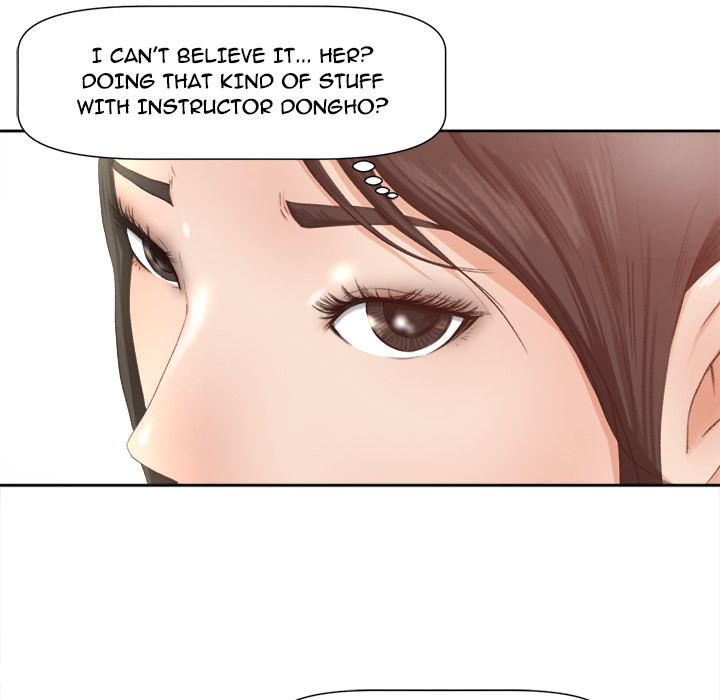 I CAN'T BELIEVE IT... HER?
DOING THAT KIND OF STUFF
WITH INSTRUCTOR DONGHO?